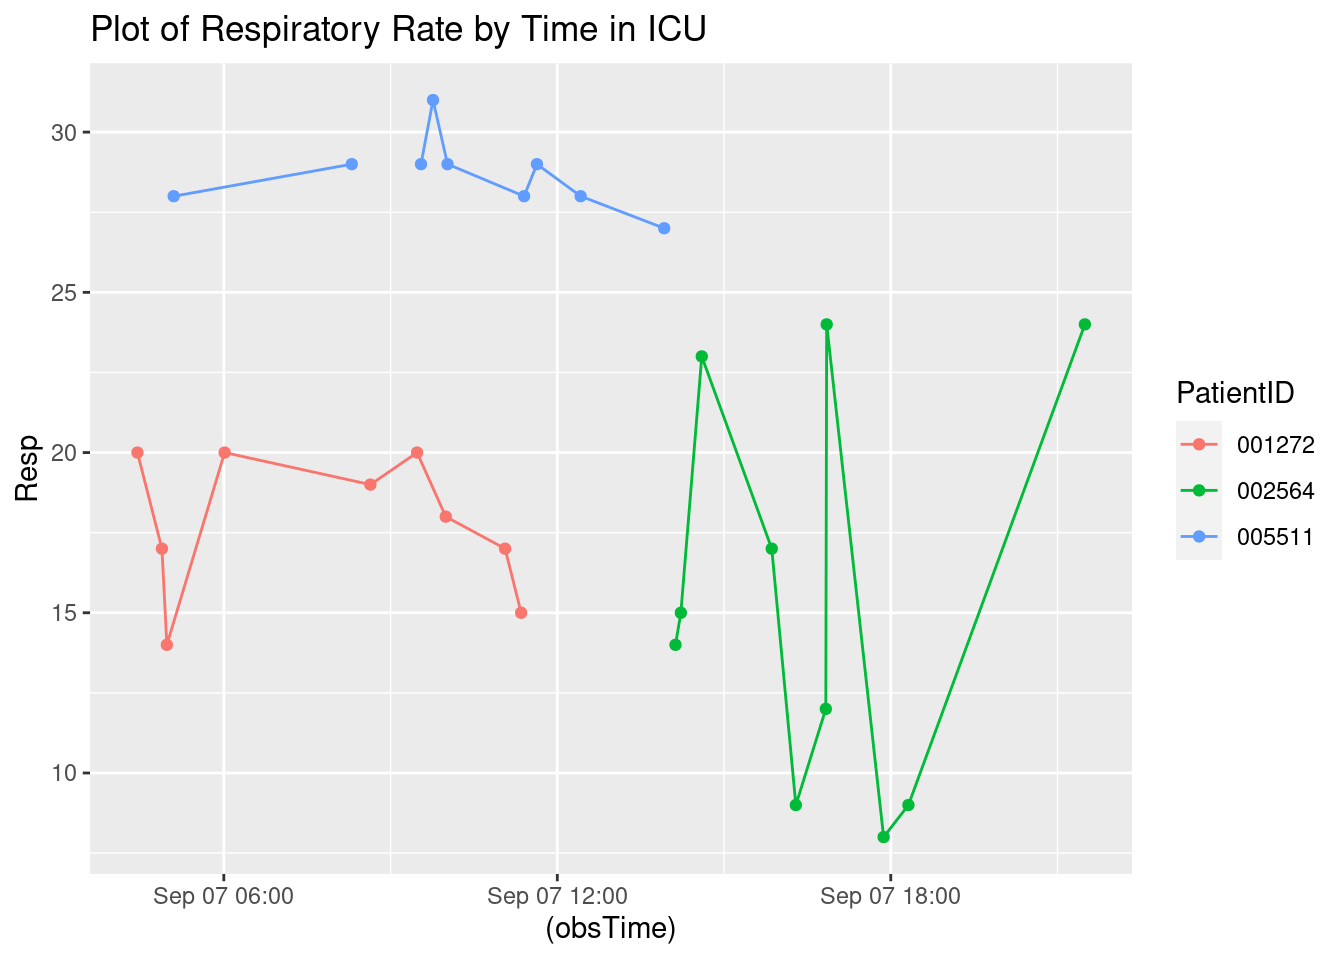 Plot of Respiratory Rate by Time in ICU
30
25
20
15
10
Resp
Sep 07 06:00
Sep 07 12:00
Sep 07 18:00
(obsTime)
PatientID
001272
002564
005511